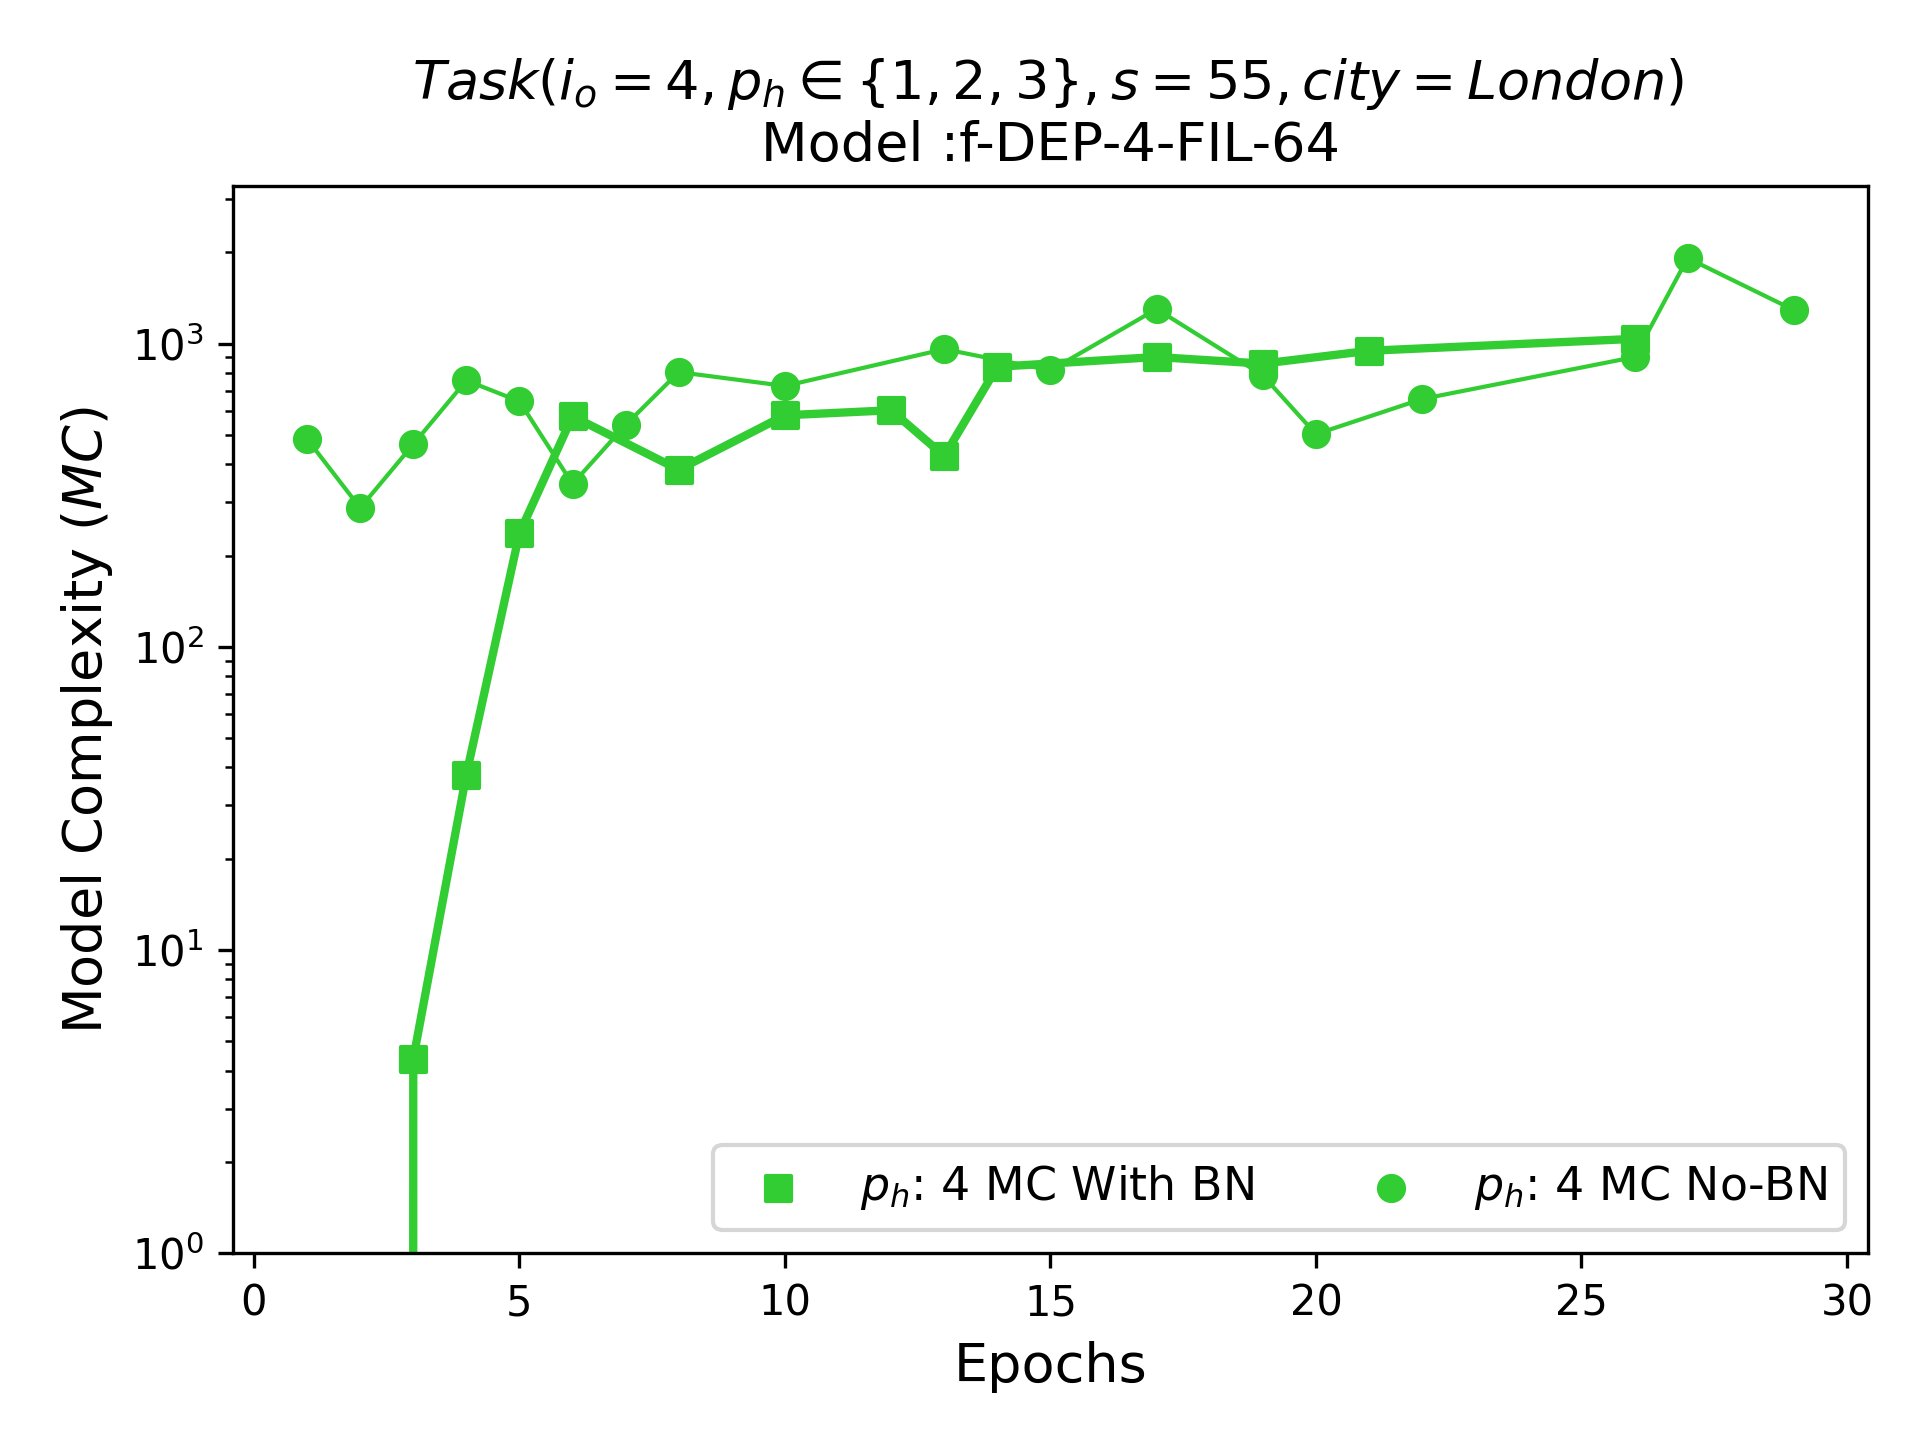 Task(i_o = 4, p_h ∈ {1, 2, 3}, s = 55, city = London)
Model :f-DEP-4-FIL-64
Model Complexity (MC)
10^3
10^2
10^1
10^0
p_h: 4 MC With BN p_h: 4 MC No-BN
0 5 10 15 20 25 30
Epochs